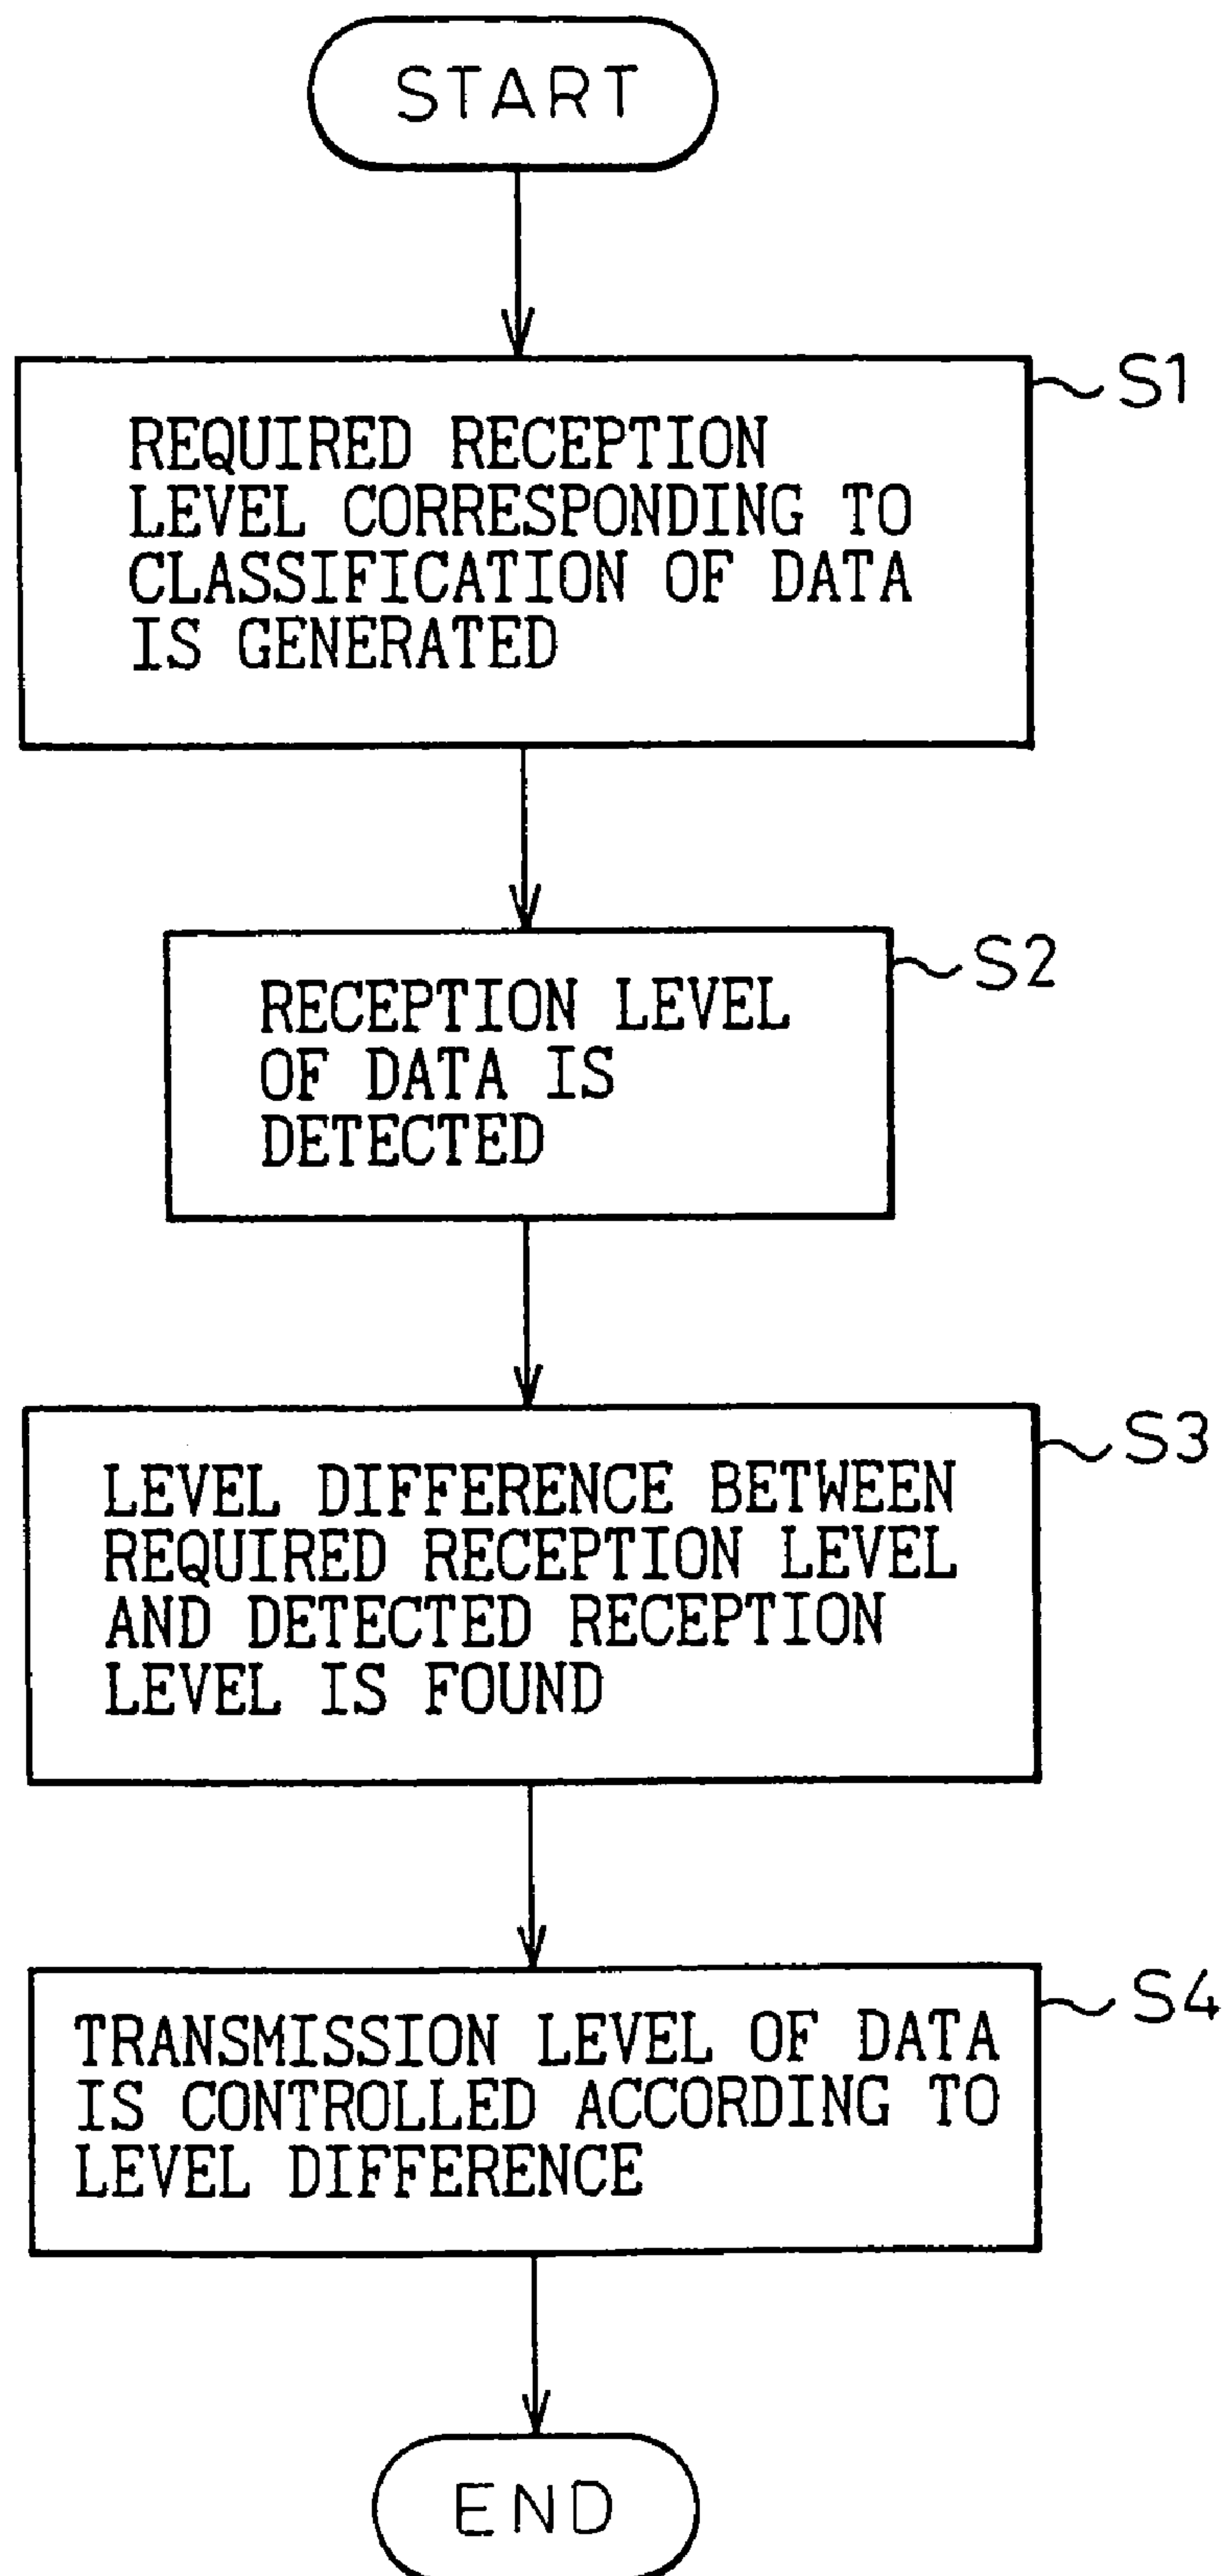 START
S1
REQUIRED RECEPTION
LEVEL CORRESPONDING TO
CLASSIFICATION OF DATA
IS GENERATED
S2
RECEPTION LEVEL
OF DATA IS
DETECTED
S3
LEVEL DIFFERENCE BETWEEN
REQUIRED RECEPTION LEVEL
AND DETECTED RECEPTION
LEVEL IS FOUND
S4
TRANSMISSION LEVEL OF DATA
IS CONTROLLED ACCORDING TO
LEVEL DIFFERENCE
END